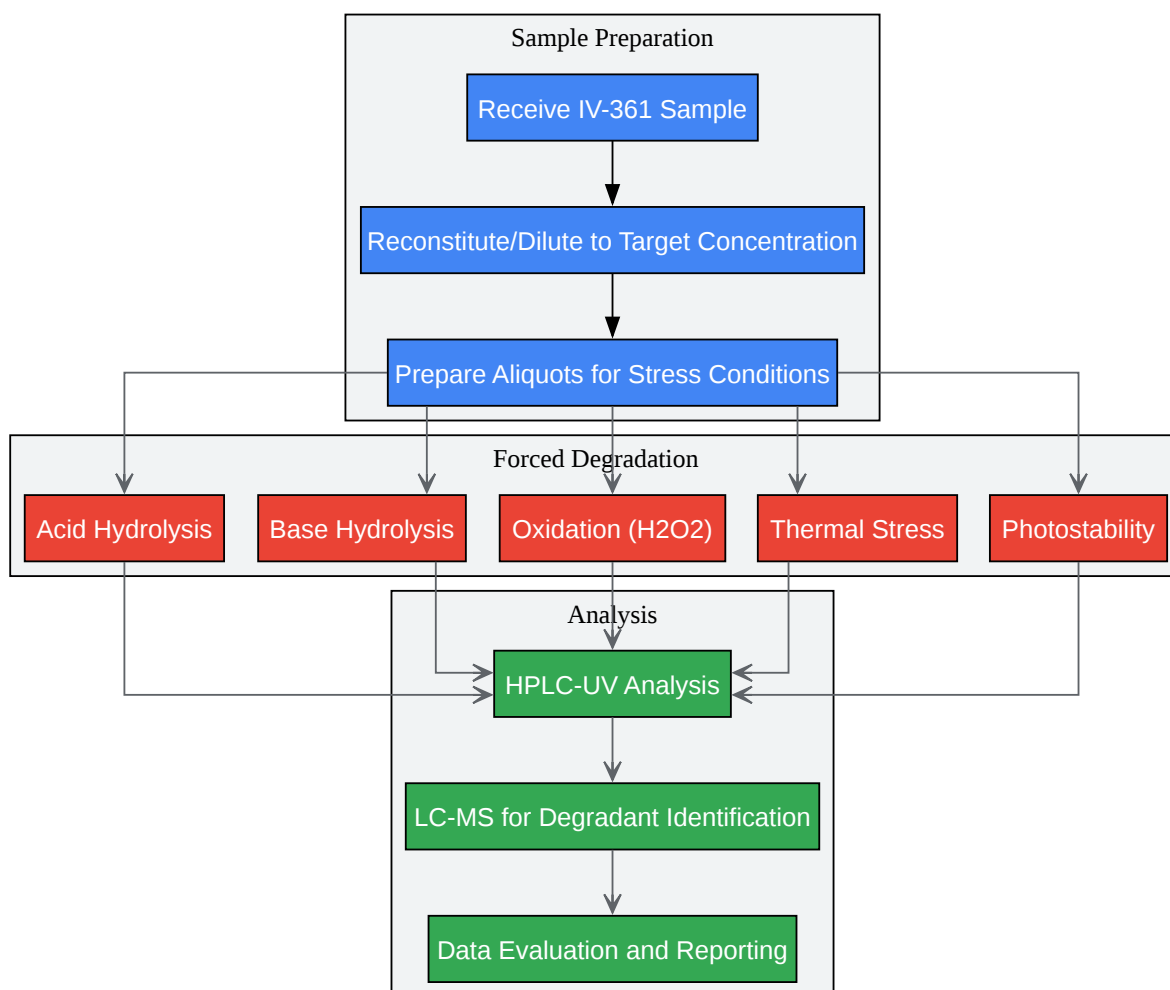 Sample Preparation
Receive IV-361 Sample
Reconstitute/Dilute to Target Concentration
Prepare Aliquots for Stress Conditions
Forced Degradation
Acid Hydrolysis
Base Hydrolysis
Oxidation (H2O2)
Thermal Stress
Photostability
Analysis
HPLC-UV Analysis
LC-MS for Degradant Identification
Data Evaluation and Reporting